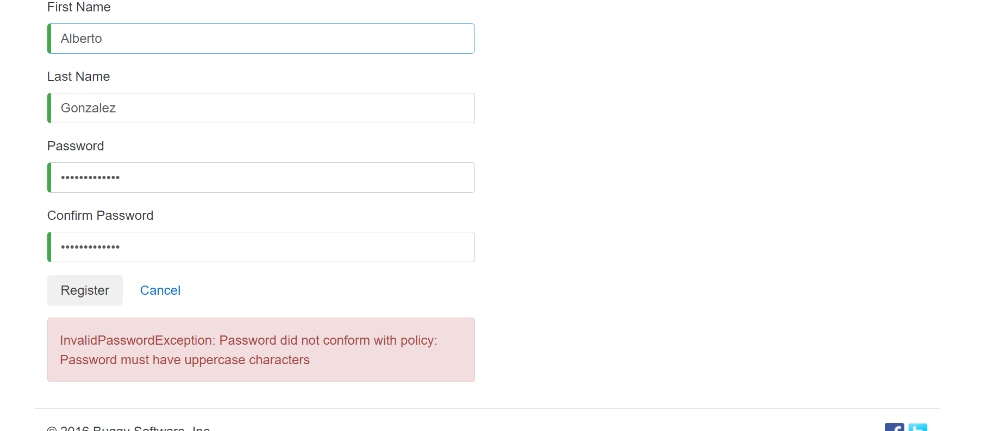 First Name
Alberto
Last Name
Gonzalez
Password
•••••••••••••
Confirm Password
•••••••••••••
Register Cancel
InvalidPasswordException: Password did not conform with policy:
Password must have uppercase characters
© 2016 Buggy Software, Inc